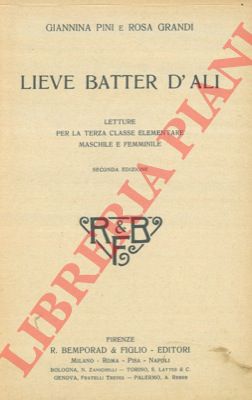 GIANNINA PINI E ROSA GRANDI
LIEVE BATTER D'ALI
LETTURE
PER LA TERZA CLASSE ELEMENTARE
MASCHILE E FEMMINILE
SECONDA EDIZIONE
R & B
F
FIRENZE
R. BEMPORAD & FIGLIO - EDITORI
MILANO - ROMA - PISA - NAPOLI
BOLOGNA, N. ZANICHELLI - TORINO, S. LATTES & C.
GENOVA, FRATELLI TREVES - PALERMO, A. REBER
LIBRERIA PIANI